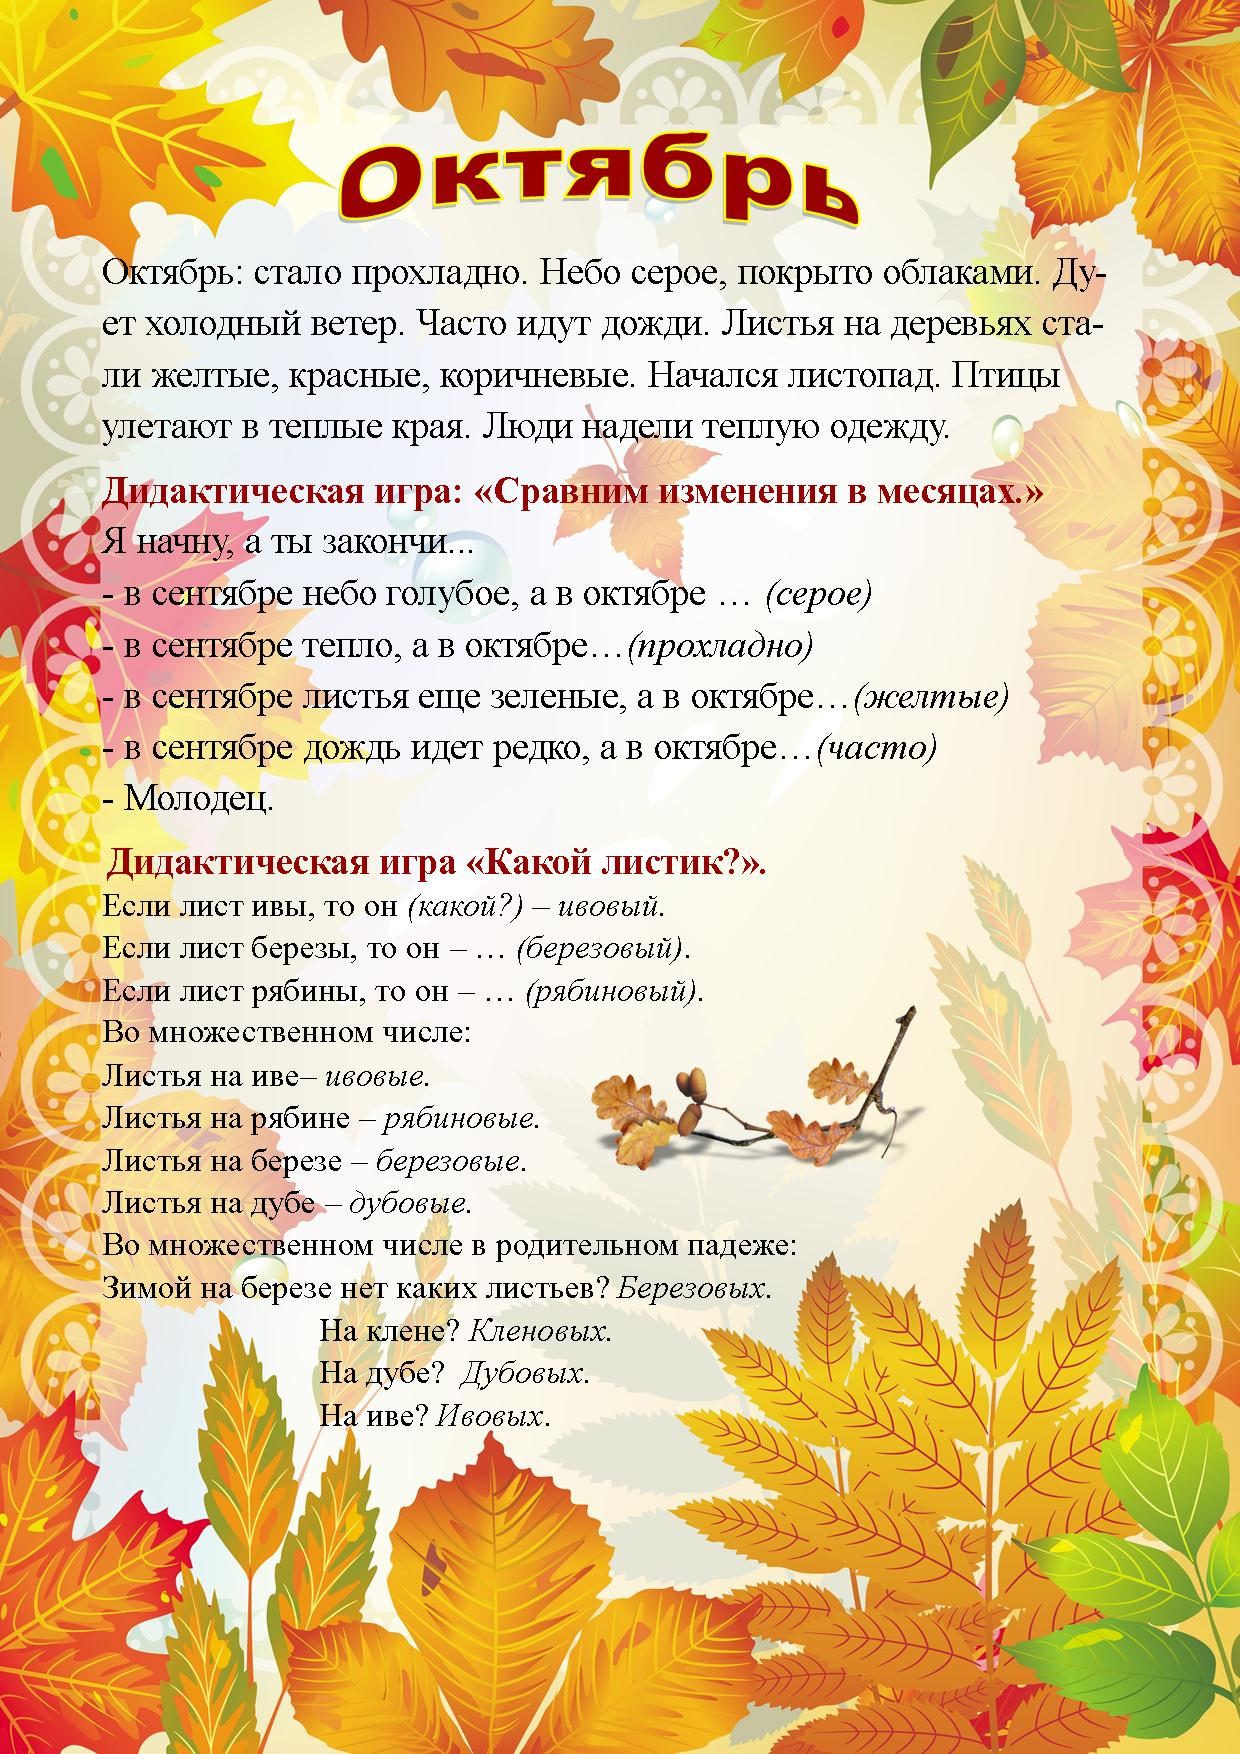 Октябрь
Октябрь: стало прохладно. Небо серое, покрыто облаками. Ду-
ет холодный ветер. Часто идут дожди. Листья на деревьях ста-
ли желтые, красные, коричневые. Начался листопад. Птицы
улетают в теплые края. Люди надели теплую одежду.
Дидактическая игра: «Сравним изменения в месяцах.»
Я начну, а ты закончи...
- в сентябре небо голубое, а в октябре … (серое)
- в сентябре тепло, а в октябре…(прохладно)
- в сентябре листья еще зеленые, а в октябре…(желтые)
- в сентябре дождь идет редко, а в октябре…(часто)
- Молодец.
Дидактическая игра «Какой листик?».
Если лист ивы, то он (какой?) – ивовый.
Если лист березы, то он – … (березовый).
Если лист рябины, то он – … (рябиновый).
Во множественном числе:
Листья на иве– ивовые.
Листья на рябине – рябиновые.
Листья на березе – березовые.
Листья на дубе – дубовые.
Во множественном числе в родительном падеже:
Зимой на березе нет каких листьев? Березовых.
На клене? Кленовых.
На дубе? Дубовых.
На иве? Ивовых.